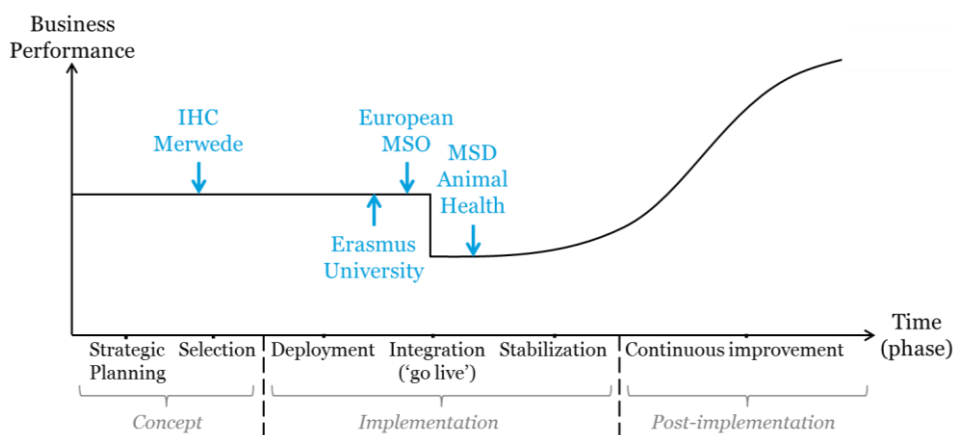 Business
Performance
IHC
Merwede
European
MSO
MSD
Animal
Health
Erasmus
University
Time
(phase)
Strategic
Planning
Selection
Deployment
Integration
(‘go live’)
Stabilization
Continuous improvement
Concept
Implementation
Post-implementation